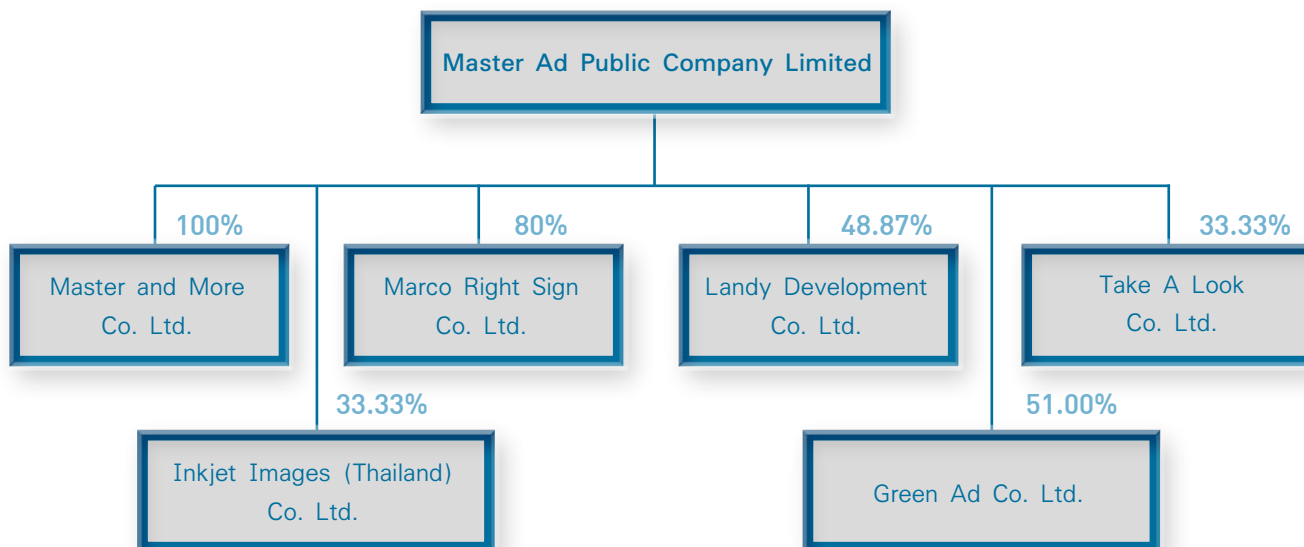 Master Ad Public Company Limited
100%
80%
48.87%
33.33%
Master and More
Co. Ltd.
Marco Right Sign
Co. Ltd.
Landy Development
Co. Ltd.
Take A Look
Co. Ltd.
33.33%
51.00%
Inkjet Images (Thailand)
Co. Ltd.
Green Ad Co. Ltd.